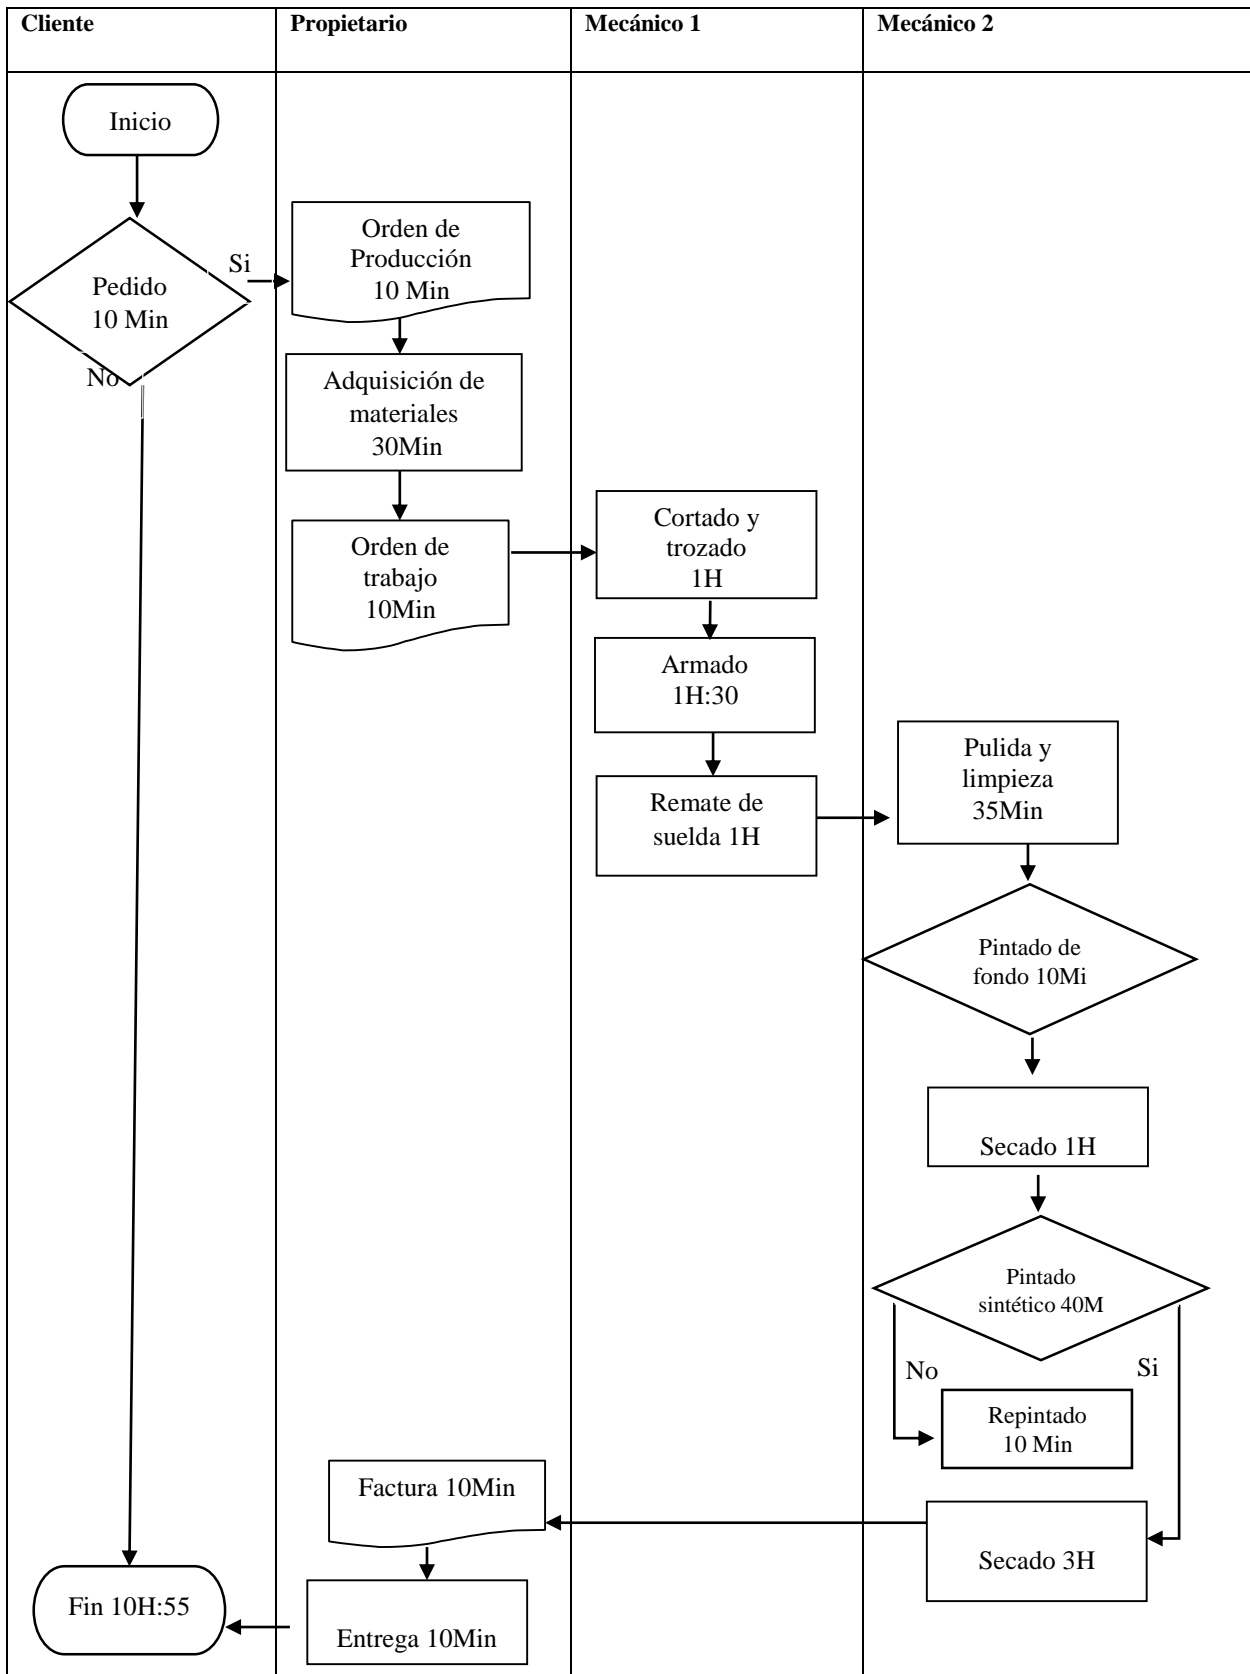 Cliente
Propietario
Mecánico 1
Mecánico 2
Inicio
Pedido
10 Min
Si
No
Orden de
Producción
10 Min
Adquisición de
materiales
30Min
Orden de
trabajo
10Min
Cortado y
trozado
1H
Armado
1H:30
Remate de
suelda 1H
Pulida y
limpieza
35Min
Pintado de
fondo 10Mi
Secado 1H
Pintado
sintético 40M
No
Si
Repintado
10 Min
Secado 3H
Factura 10Min
Entrega 10Min
Fin 10H:55